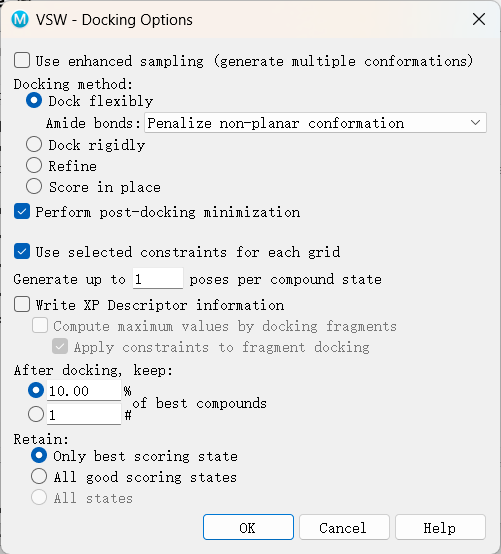 VSW - Docking Options
Use enhanced sampling (generate multiple conformations)
Docking method:
Dock flexibly
Amide bonds: Penalize non-planar conformation
Dock rigidly
Refine
Score in place
Perform post-docking minimization
Use selected constraints for each grid
Generate up to 1 poses per compound state
Write XP Descriptor information
Compute maximum values by docking fragments
Apply constraints to fragment docking
After docking, keep:
10.00 %
of best compounds
1 #
Retain:
Only best scoring state
All good scoring states
All states
OK Cancel Help